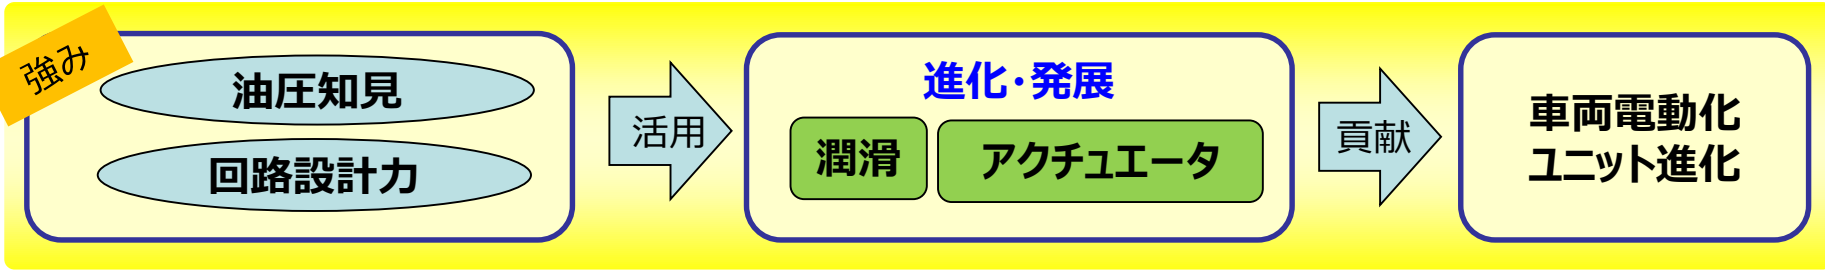 強み
油圧知見
回路設計力
活用
進化・発展
潤滑
アクチュエータ
貢献
車両電動化
ユニット進化